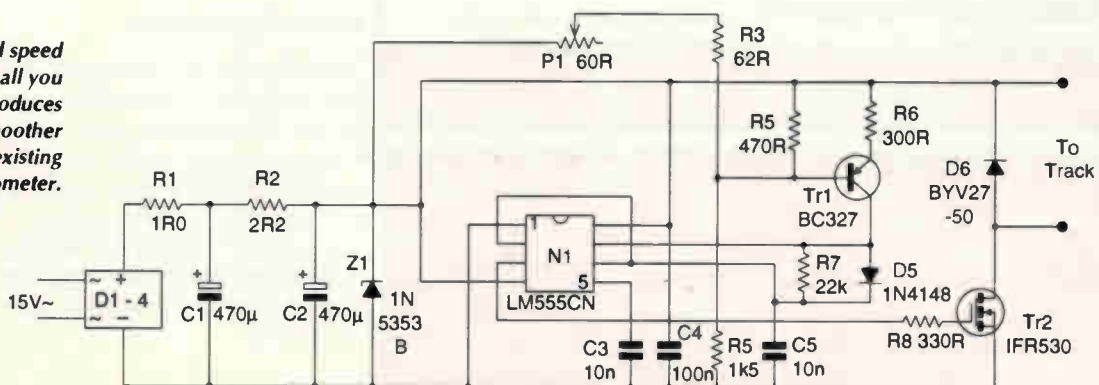 l speed
all you
oduces
oother
existing
ometer.
P1 60R
R3
62R
R5
470R
R6
300R
D6
BYV27
-50
To
Track
Tr1
BC327
R1
1R0
R2
2R2
1
5
N1
LM555CN
R7
22k
D5
1N4148
15V~
~
~
+
-
D1 - 4
+
C1
470μ
+
C2
470μ
Z1
1N
5353
B
C3
10n
C4
100n
R5
1k5
C5
10n
R8 330R
Tr2
IFR530